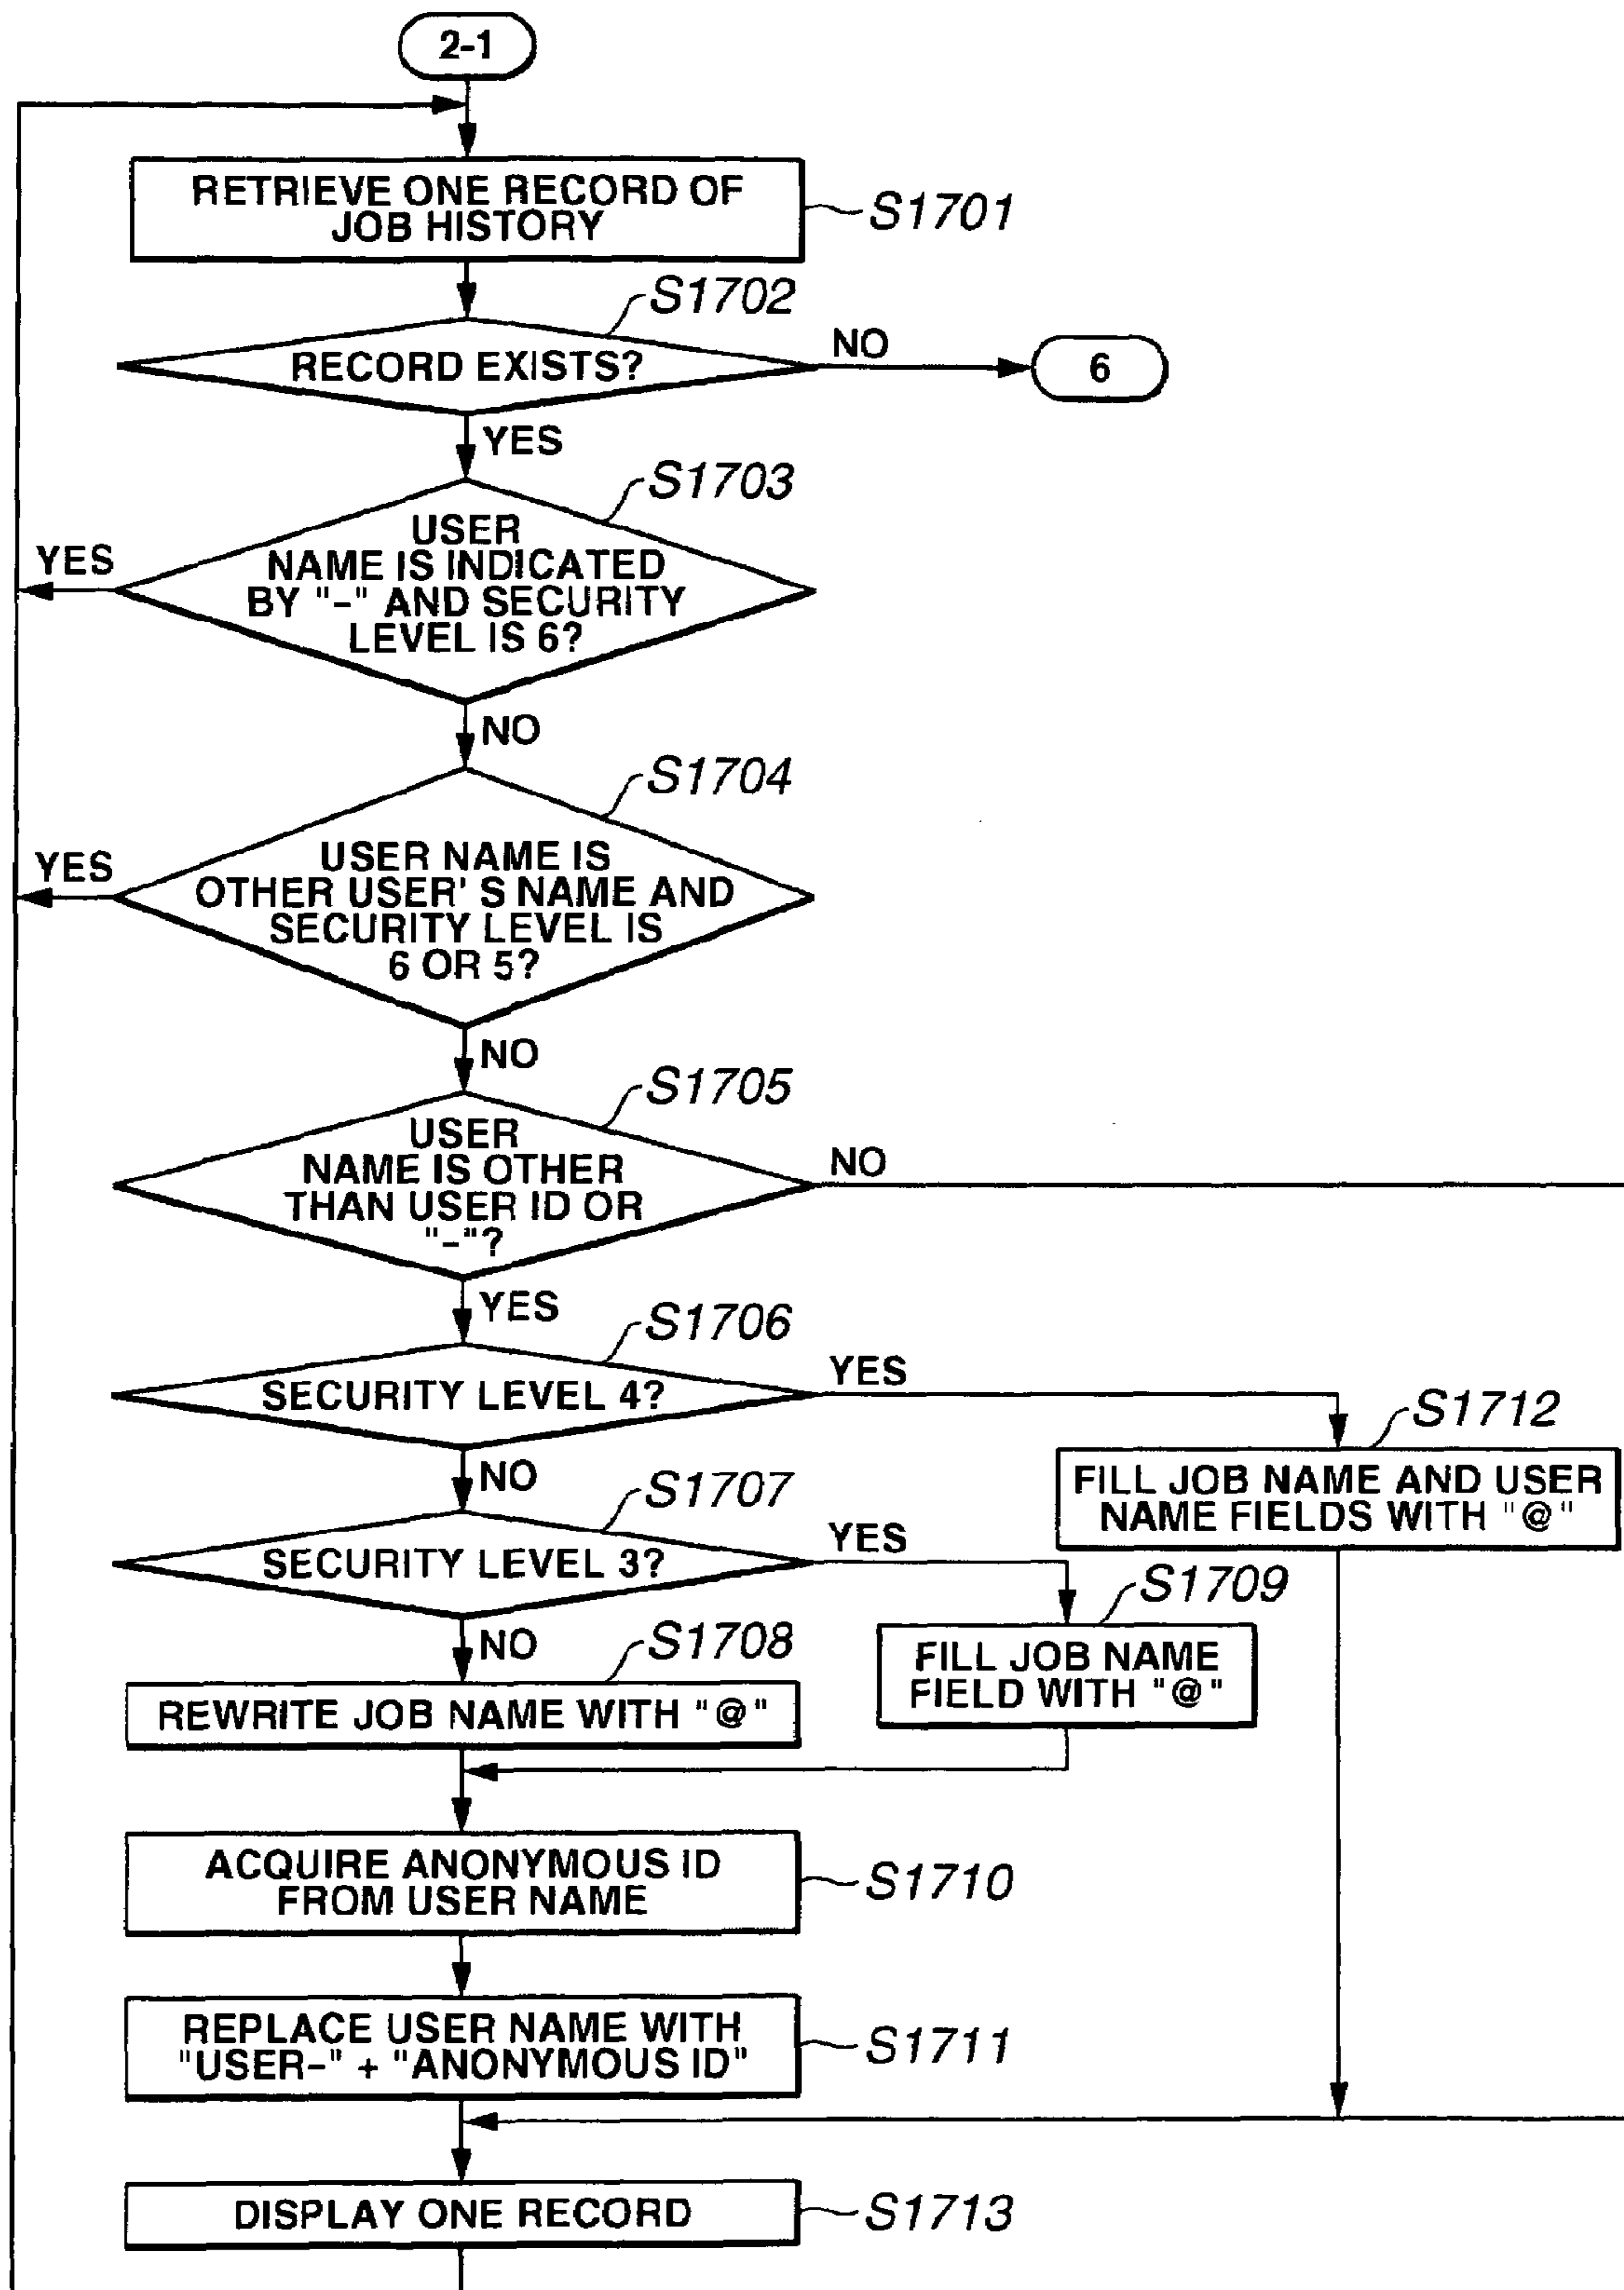 2-1
RETRIEVE ONE RECORD OF
JOB HISTORY
S1701
S1702
RECORD EXISTS?
NO
6
YES
S1703
USER
NAME IS INDICATED
BY "-" AND SECURITY
LEVEL IS 6?
YES
NO
S1704
USER NAME IS
OTHER USER' S NAME AND
SECURITY LEVEL IS
6 OR 5?
YES
NO
S1705
USER
NAME IS OTHER
THAN USER ID OR
"-"?
NO
YES
S1706
SECURITY LEVEL 4?
YES
S1712
FILL JOB NAME AND USER
NAME FIELDS WITH "@"
NO
S1707
SECURITY LEVEL 3?
YES
S1709
FILL JOB NAME
FIELD WITH "@"
NO
S1708
REWRITE JOB NAME WITH "@"
ACQUIRE ANONYMOUS ID
FROM USER NAME
S1710
REPLACE USER NAME WITH
"USER-" + "ANONYMOUS ID"
S1711
DISPLAY ONE RECORD
S1713